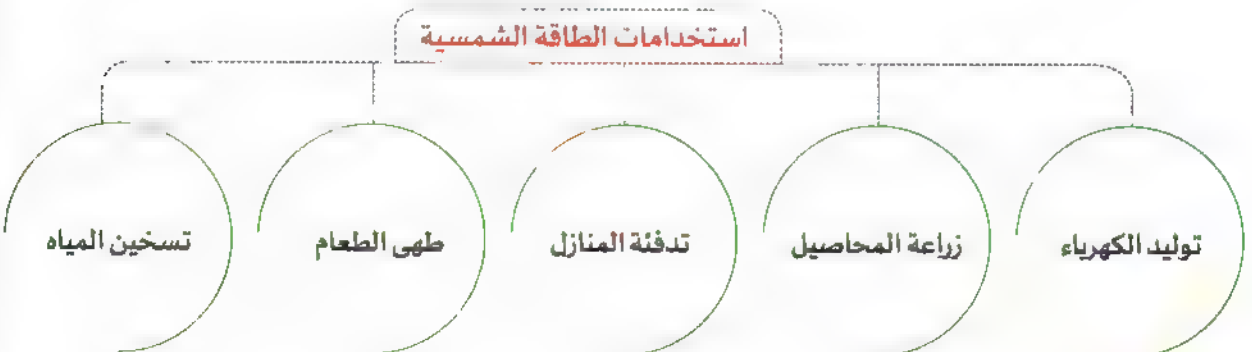 استخدامات الطاقة الشمسية
توليد الكهرباء
زراعة المحاصيل
تدفئة المنازل
طهى الطعام
تسخين المياه